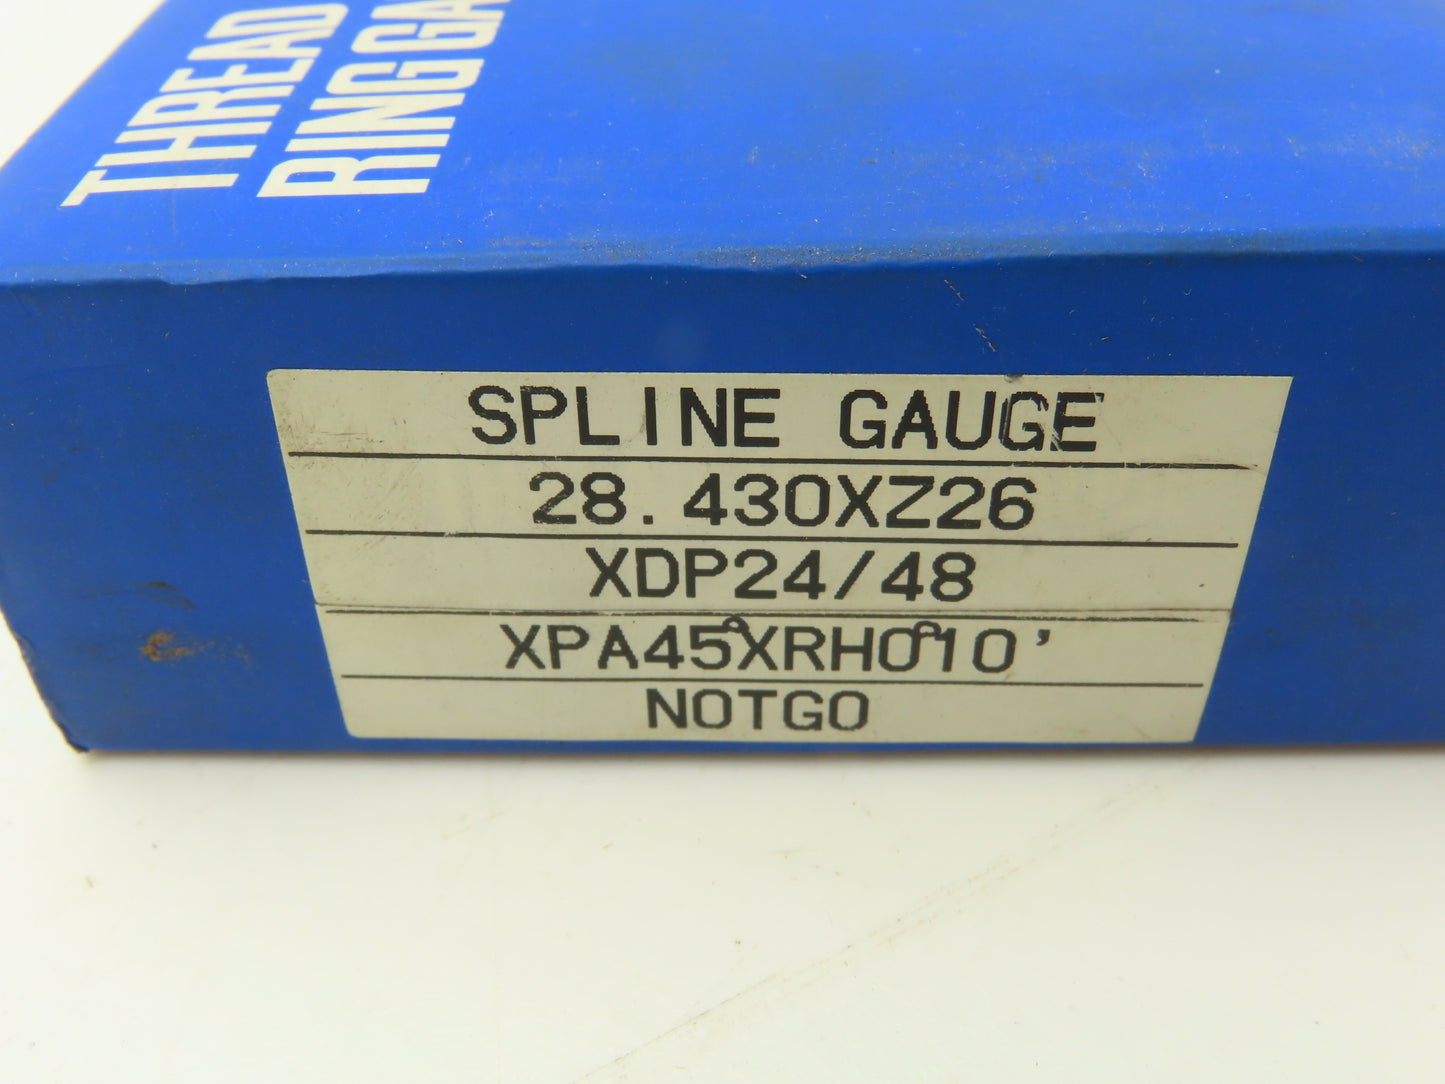 THREAD
RING GA
SPLINE GAUGE
28.430XZ26
XDP24/48
XPA45°XRH0°10'
NOTGO